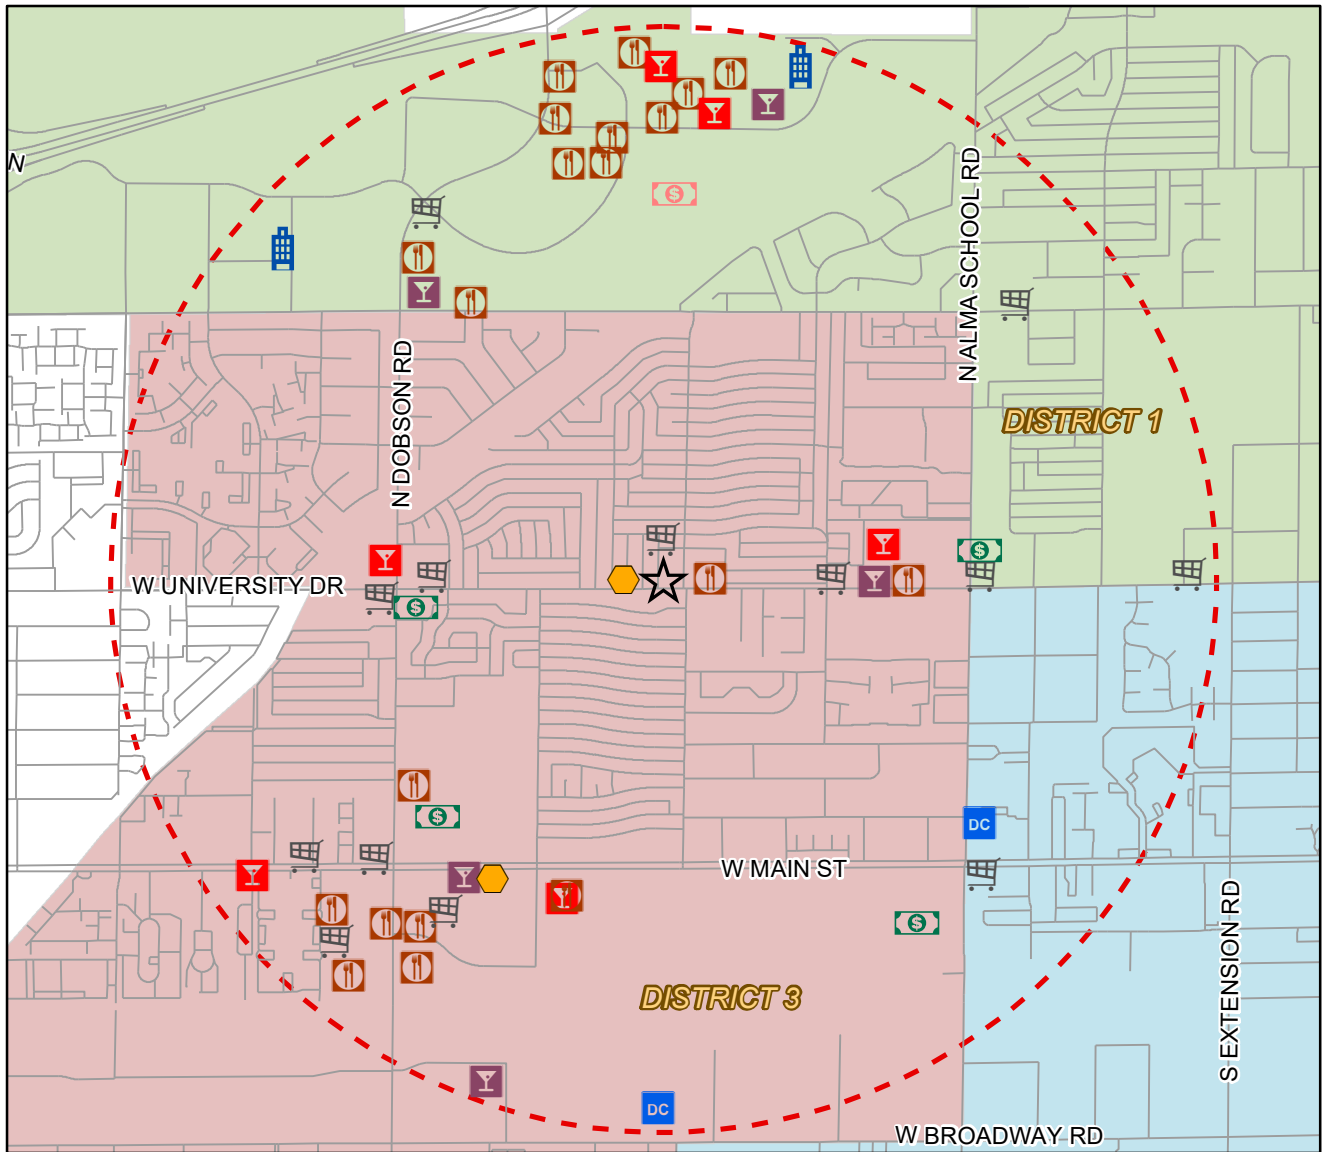 N
N ALMA SCHOOL RD
N DOBSON RD
DISTRICT 1
W UNIVERSITY DR
DC
W MAIN ST
S EXTENSION RD
DISTRICT 3
DC
W BROADWAY RD
$
$
$
$
$